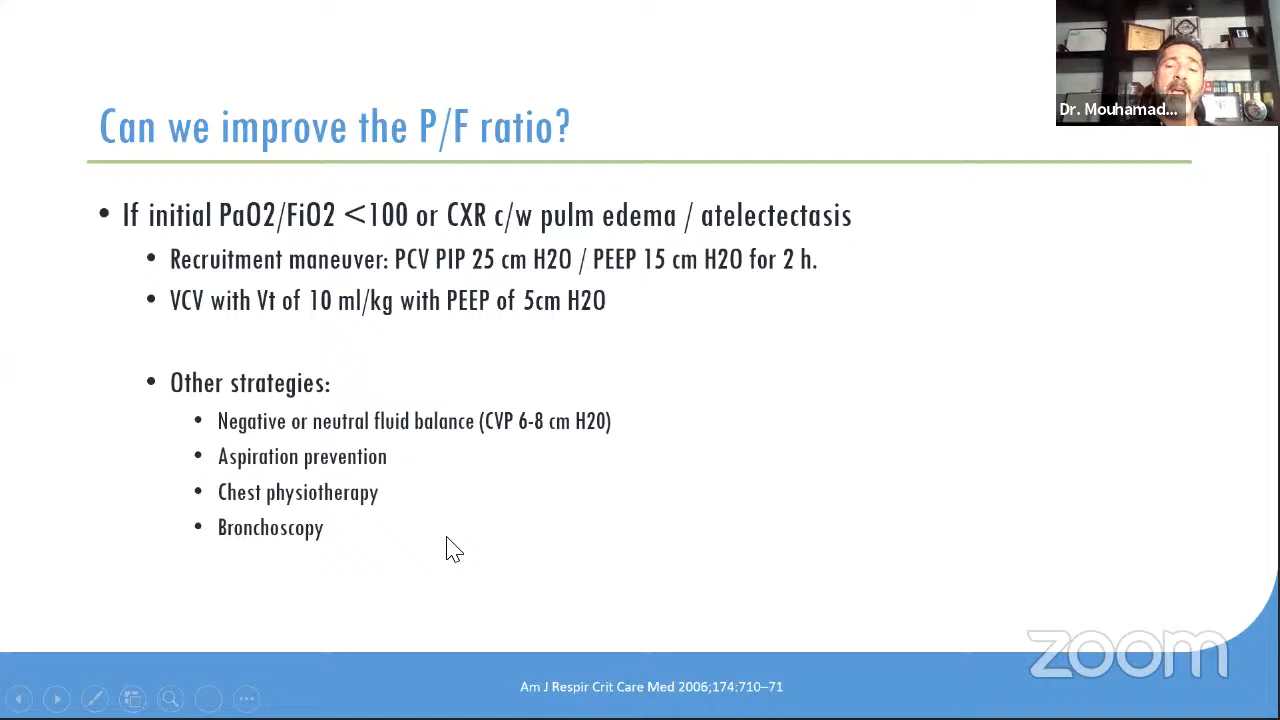 Dr. Mouhamad...
Can we improve the P/F ratio?
• If initial PaO2/FiO2 <100 or CXR c/w pulm edema / atelectectasis
• Recruitment maneuver: PCV PIP 25 cm H2O / PEEP 15 cm H2O for 2 h.
• VCV with Vt of 10 ml/kg with PEEP of 5cm H2O
• Other strategies:
• Negative or neutral fluid balance (CVP 6-8 cm H20)
• Aspiration prevention
• Chest physiotherapy
• Bronchoscopy
zoom
Am J Respir Crit Care Med 2006;174:710–71